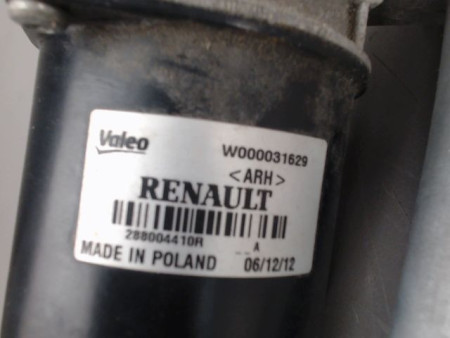 Valeo W000031629
<ARH>
RENAULT
288004410R A
MADE IN POLAND 06/12/12